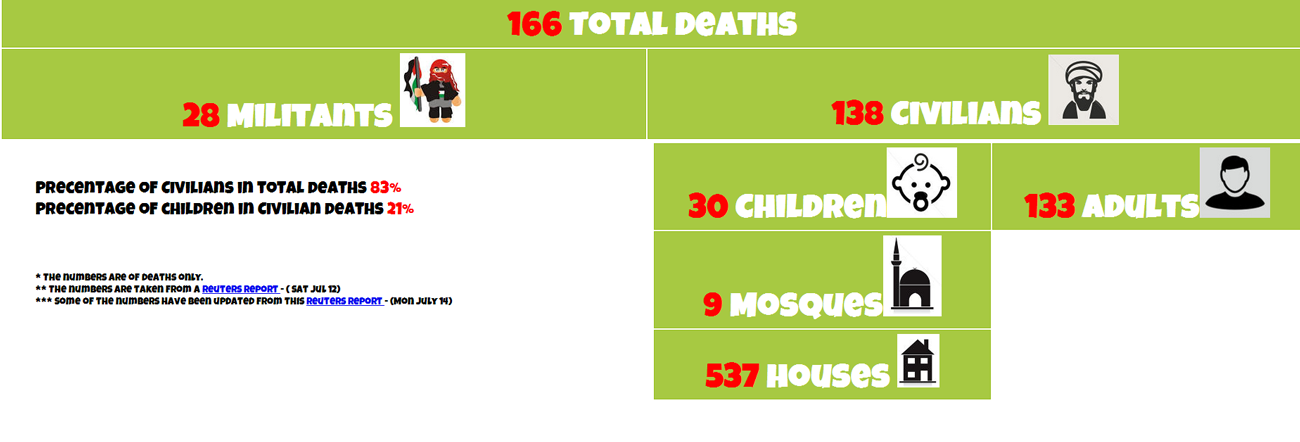 166 Total Deaths
28 Militants
138 Civilians
Precentage of civilians in total deaths 83%
Precentage of children in civilian deaths 21%
30 Children
133 Adults
* The numbers are of deaths only.
** The numbers are taken from a Reuters report - ( Sat Jul 12)
*** Some of the numbers have been updated from this Reuters report - (Mon July 14)
9 Mosques
537 Houses